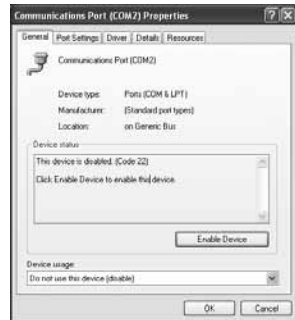 Communications Port (COM2) Properties
General Port Settings Driver Details Resources
Communications Port (COM2)
Device type: Ports (COM & LPT)
Manufacturer: (Standard port types)
Location: on Generic Bus
Device status
This device is disabled. (Code 22)
Click Enable Device to enable this device.
Enable Device
Device usage:
Do not use this device (disable)
OK Cancel